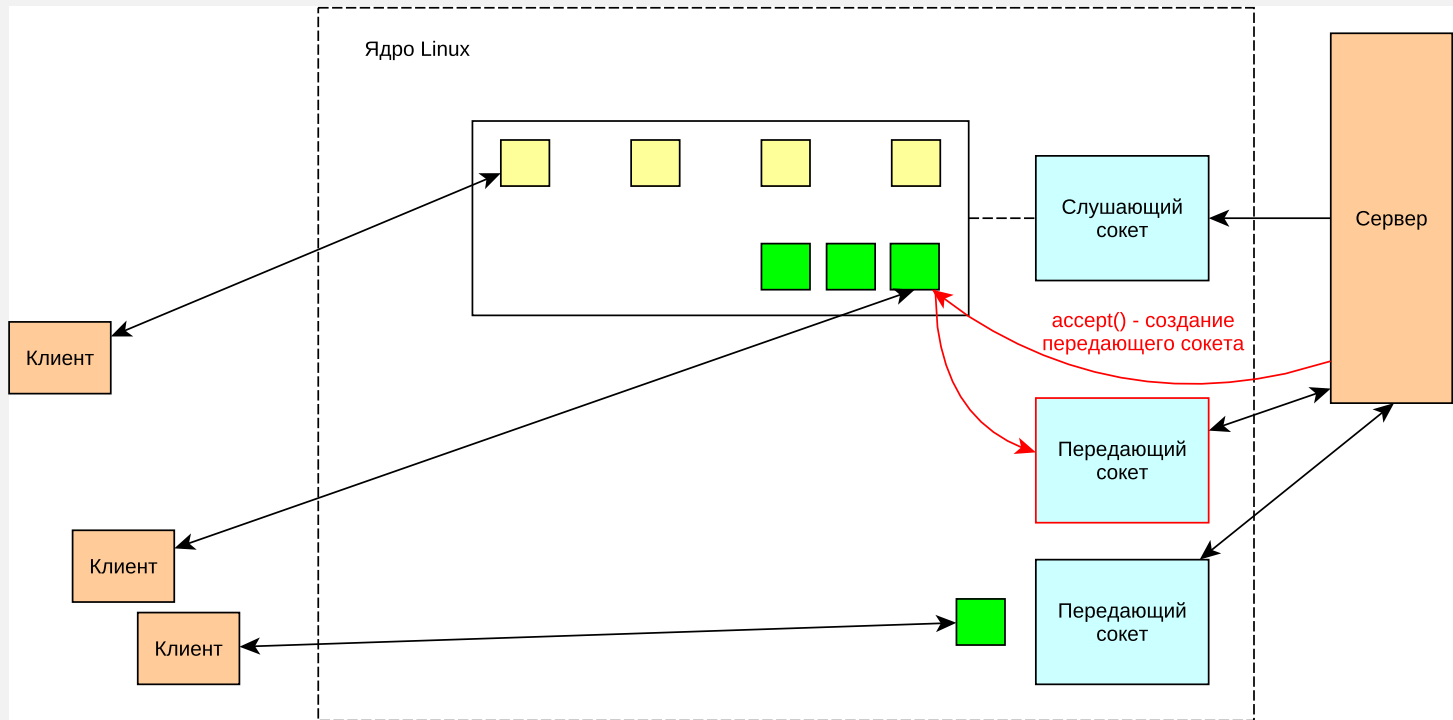 Ядро Linux
Слушающий
сокет
Сервер
accept() - создание
передающего сокета
Клиент
Передающий
сокет
Клиент
Передающий
сокет
Клиент